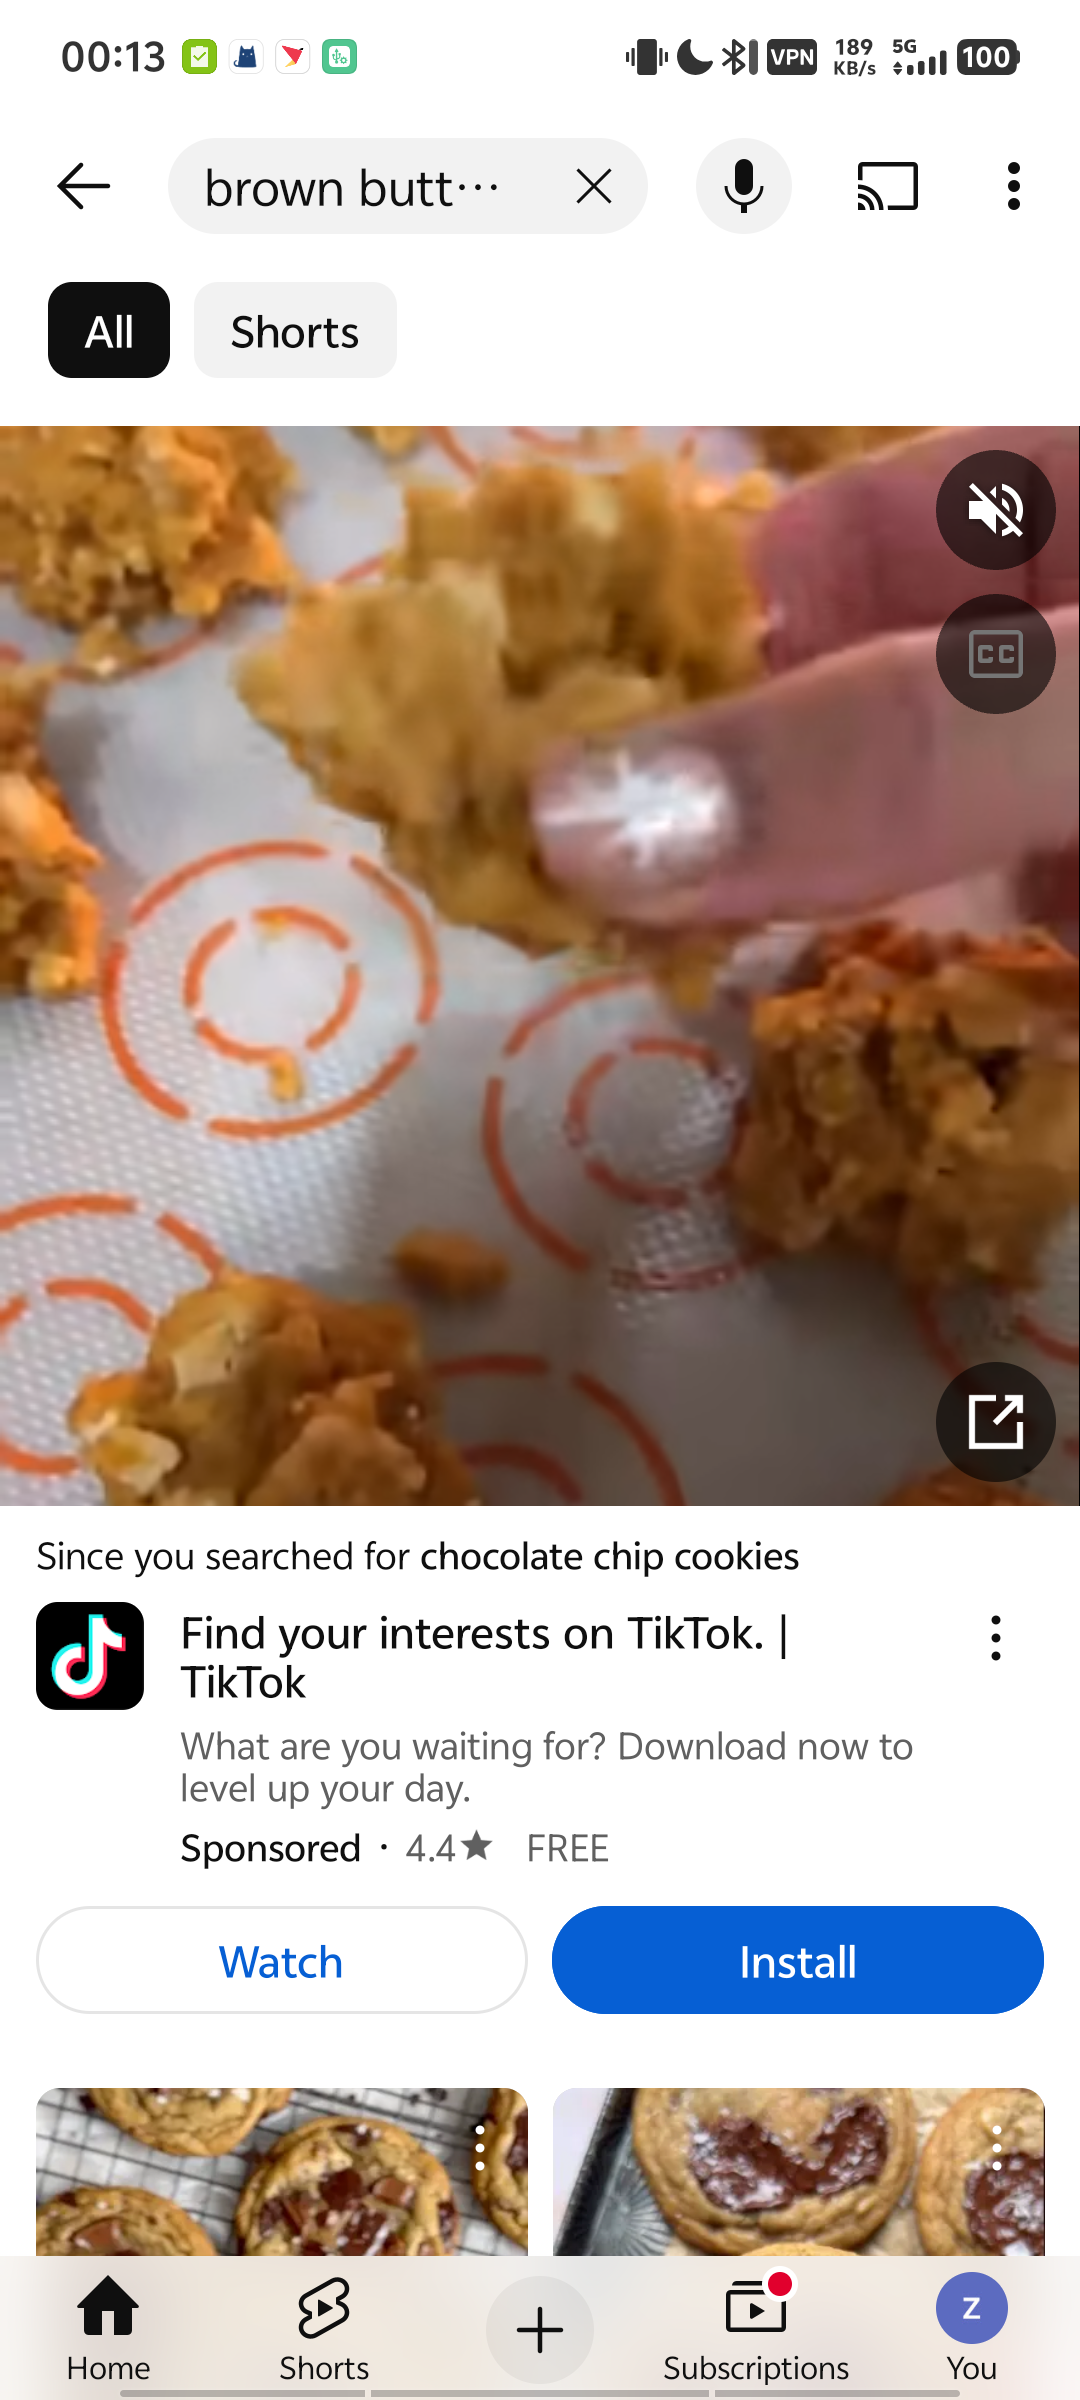 00:13
VPN
189
KB/s
5G
100
brown butt···
All
Shorts
CC
Since you searched for chocolate chip cookies
Find your interests on TikTok. |
TikTok
What are you waiting for? Download now to
level up your day.
Sponsored · 4.4★ FREE
Watch
Install
Home
Shorts
Subscriptions
Z
You